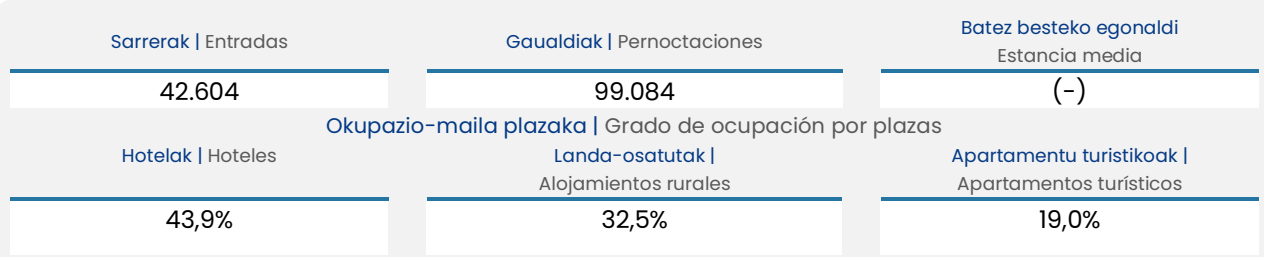 Sarrerak | Entradas
Gaualdiak | Pernoctaciones
Batez besteko egonaldi
Estancia media
42.604
99.084
(-)
Okupazio-maila plazaka | Grado de ocupación por plazas
Hotelak | Hoteles
Landa-osatutak |
Alojamientos rurales
Apartamentu turistikoak |
Apartamentos turísticos
43,9%
32,5%
19,0%